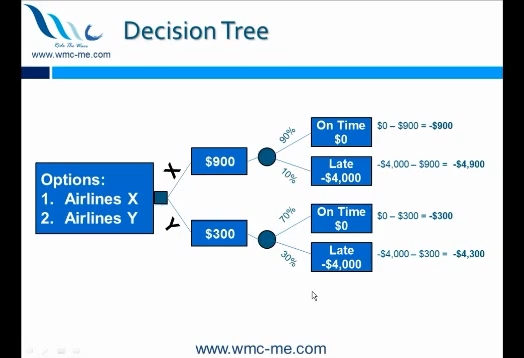 WMC
Ride The Wave
www.wmc-me.com
Decision Tree
Options:
1. Airlines X
2. Airlines Y
X
Y
$900
$300
90%
10%
70%
30%
On Time
$0
$0 – $900 = -$900
Late
-$4,000
-$4,000 – $900 = -$4,900
On Time
$0
$0 – $300 = -$300
Late
-$4,000
-$4,000 – $300 = -$4,300
www.wmc-me.com